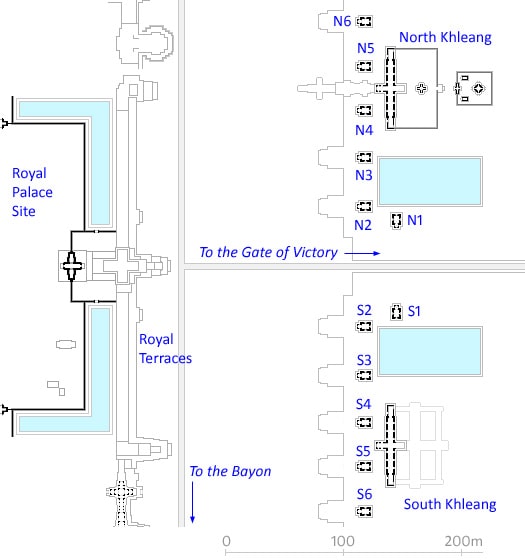 N6
North Khleang
N5
N4
Royal
Palace
Site
N3
N2
N1
To the Gate of Victory
S2
S1
Royal
Terraces
S3
S4
To the Bayon
S5
S6
South Khleang
0
100
200m